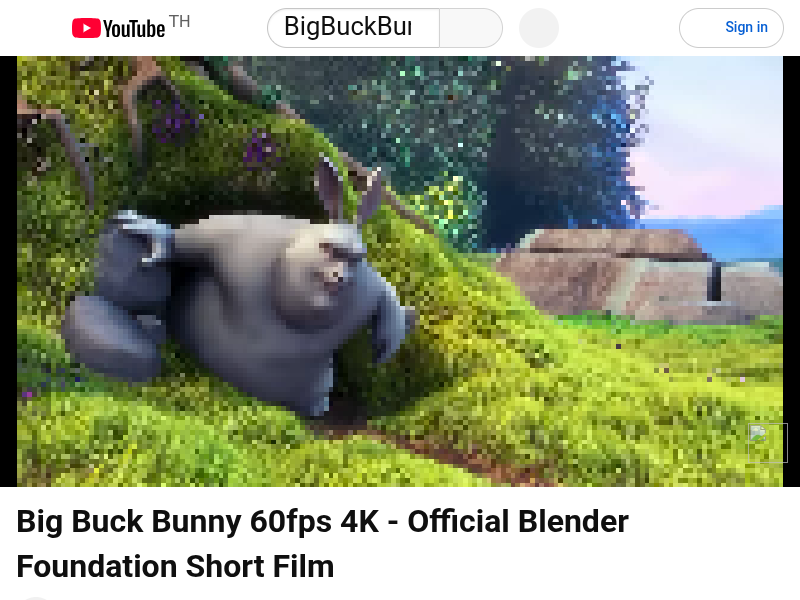 YouTube TH
BigBuckBu
Sign in
Big Buck Bunny 60fps 4K - Official Blender
Foundation Short Film